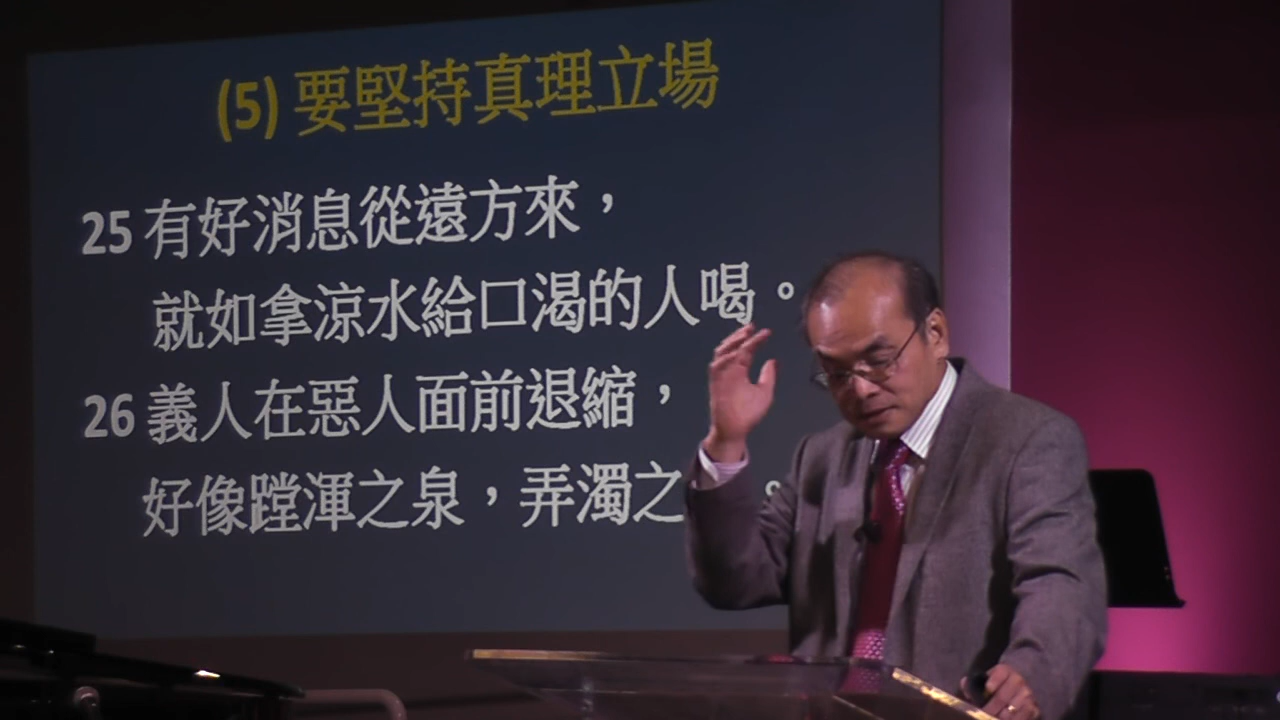 (5) 要堅持真理立場
25 有好消息從遠方來，
就如拿涼水給口渴的人喝。
26 義人在惡人面前退縮，
好像蹚渾之泉，弄濁之 。